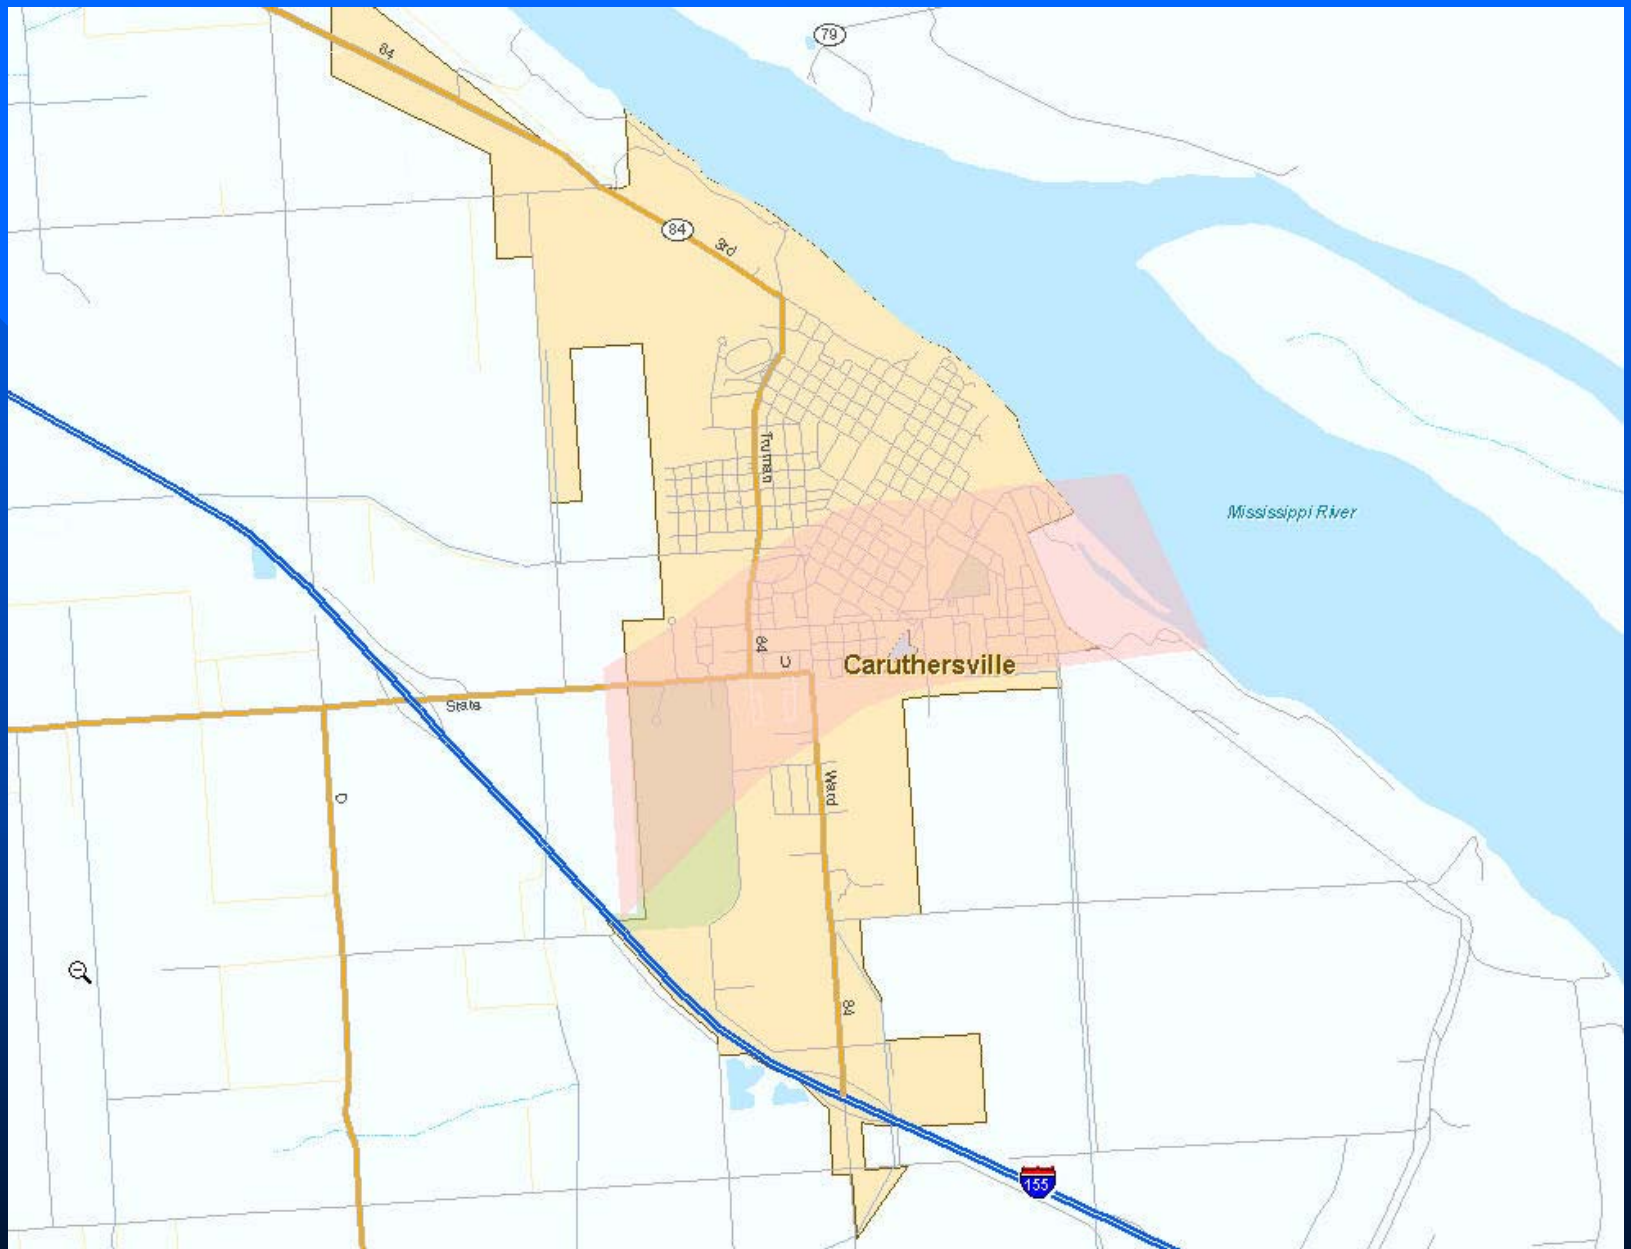 79
84
84
3rd
Truman
Mississippi River
84
D
Caruthersville
State
Ward
D
84
155